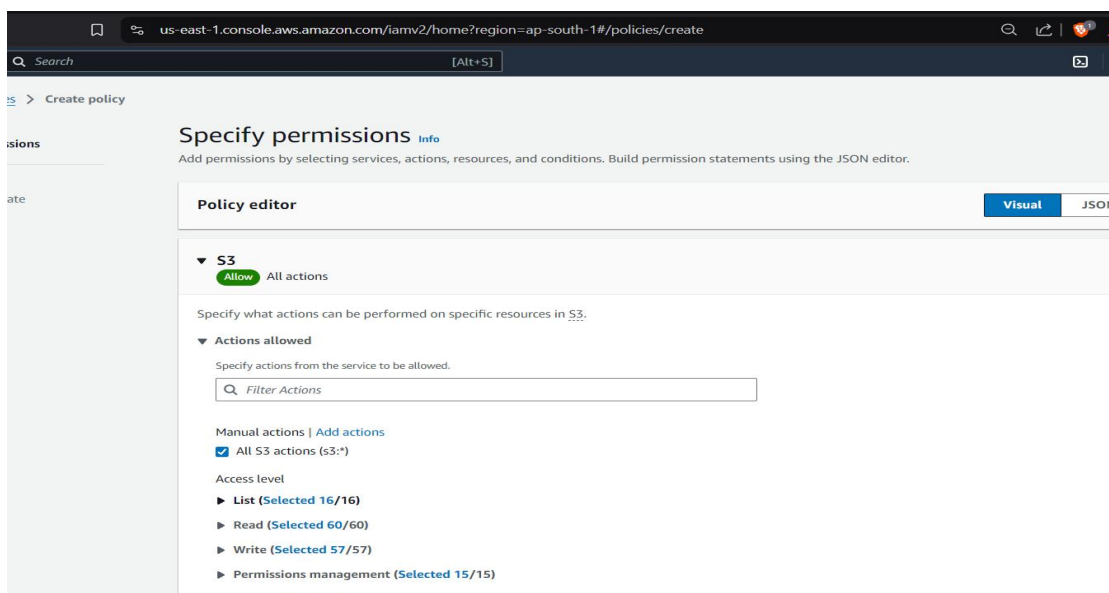 us-east-1.console.aws.amazon.com/iamv2/home?region=ap-south-1#/policies/create
Search [Alt+S]
es > Create policy
ssions
ate
Specify permissions Info
Add permissions by selecting services, actions, resources, and conditions. Build permission statements using the JSON editor.
Policy editor
Visual JSO
S3
Allow All actions
Specify what actions can be performed on specific resources in S3.
Actions allowed
Specify actions from the service to be allowed.
Filter Actions
Manual actions | Add actions
All S3 actions (s3:*)
Access level
List (Selected 16/16)
Read (Selected 60/60)
Write (Selected 57/57)
Permissions management (Selected 15/15)